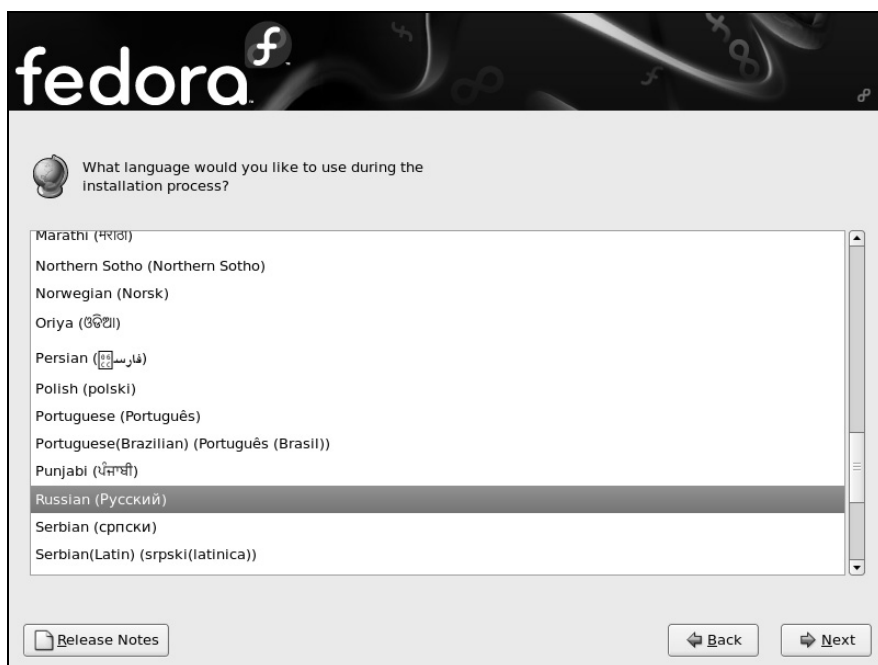 fedora
What language would you like to use during the
installation process?
Marathi (मराठी)
Northern Sotho (Northern Sotho)
Norwegian (Norsk)
Oriya (ଓଡିଆ)
Persian (فارسی)
Polish (polski)
Portuguese (Português)
Portuguese(Brazilian) (Português (Brasil))
Punjabi (ਪੰਜਾਬੀ)
Russian (Русский)
Serbian (српски)
Serbian(Latin) (srpski(latinica))
Release Notes
Back
Next